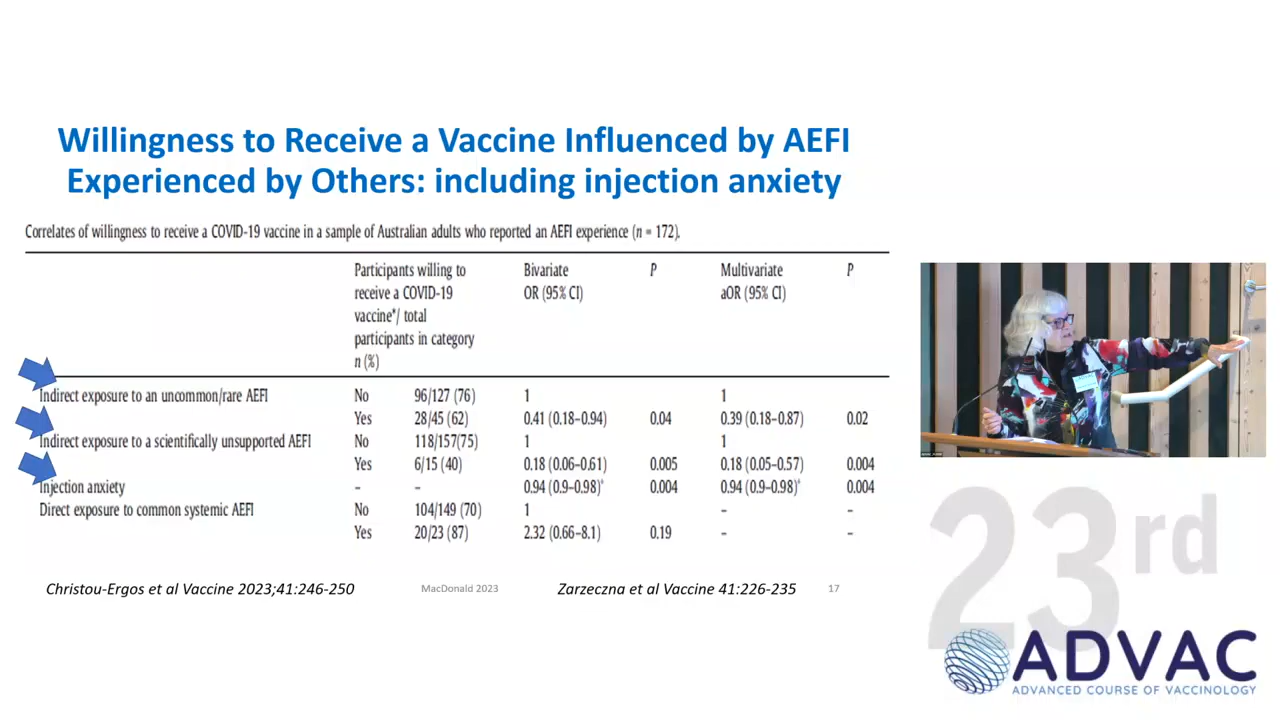 Willingness to Receive a Vaccine Influenced by AEFI
Experienced by Others: including injection anxiety
Correlates of willingness to receive a COVID-19 vaccine in a sample of Australian adults who reported an AEFI experience (n = 172).
Participants willing to receive a COVID-19 vaccine*/ total participants in category n (%) Bivariate OR (95% CI) P Multivariate aOR (95% CI) P
Indirect exposure to an uncommon/rare AEFI No 96/127 (76) 1 1
Yes 28/45 (62) 0.41 (0.18–0.94) 0.04 0.39 (0.18–0.87) 0.02
Indirect exposure to a scientifically unsupported AEFI No 118/157(75) 1 1
Yes 6/15 (40) 0.18 (0.06–0.61) 0.005 0.18 (0.05–0.57) 0.004
Injection anxiety – – 0.94 (0.9–0.98) 0.004 0.94 (0.9–0.98) 0.004
Direct exposure to common systemic AEFI No 104/149 (70) 1 – –
Yes 20/23 (87) 2.32 (0.66–8.1) 0.19 – –
Christou-Ergos et al Vaccine 2023;41:246-250 MacDonald 2023 Zarzeczna et al Vaccine 41:226-235 17
23rd
ADVAC
ADVANCED COURSE OF VACCINOLOGY